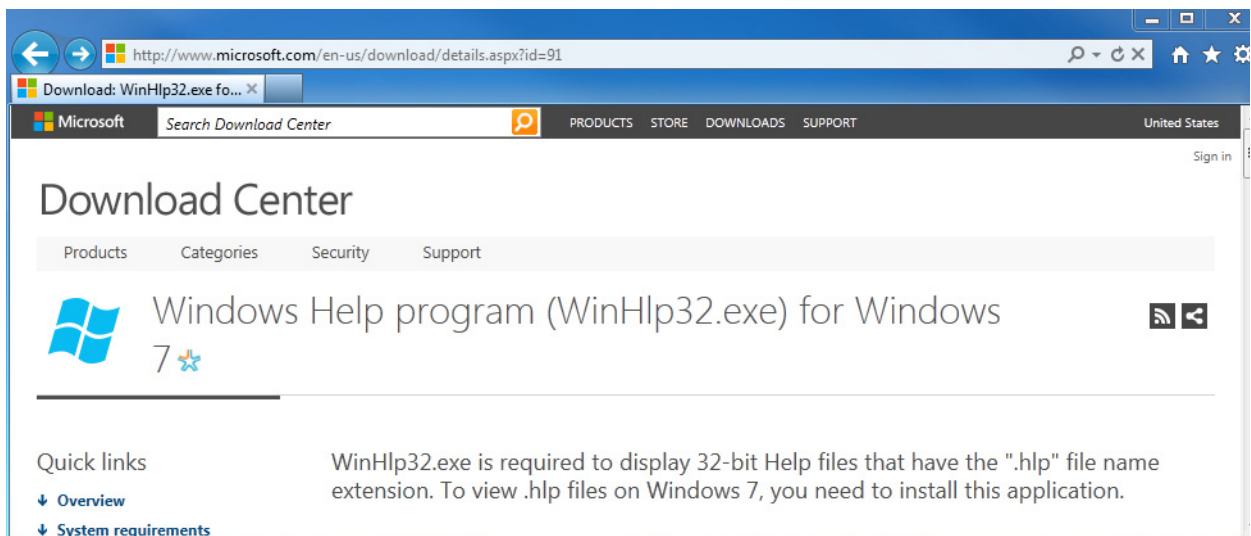 http://www.microsoft.com/en-us/download/details.aspx?id=91
Download: WinHlp32.exe fo...
Microsoft
Search Download Center
PRODUCTS STORE DOWNLOADS SUPPORT
United States
Sign in
Download Center
Products Categories Security Support
Windows Help program (WinHlp32.exe) for Windows
7
Quick links
WinHlp32.exe is required to display 32-bit Help files that have the ".hlp" file name
extension. To view .hlp files on Windows 7, you need to install this application.
Overview
System requirements